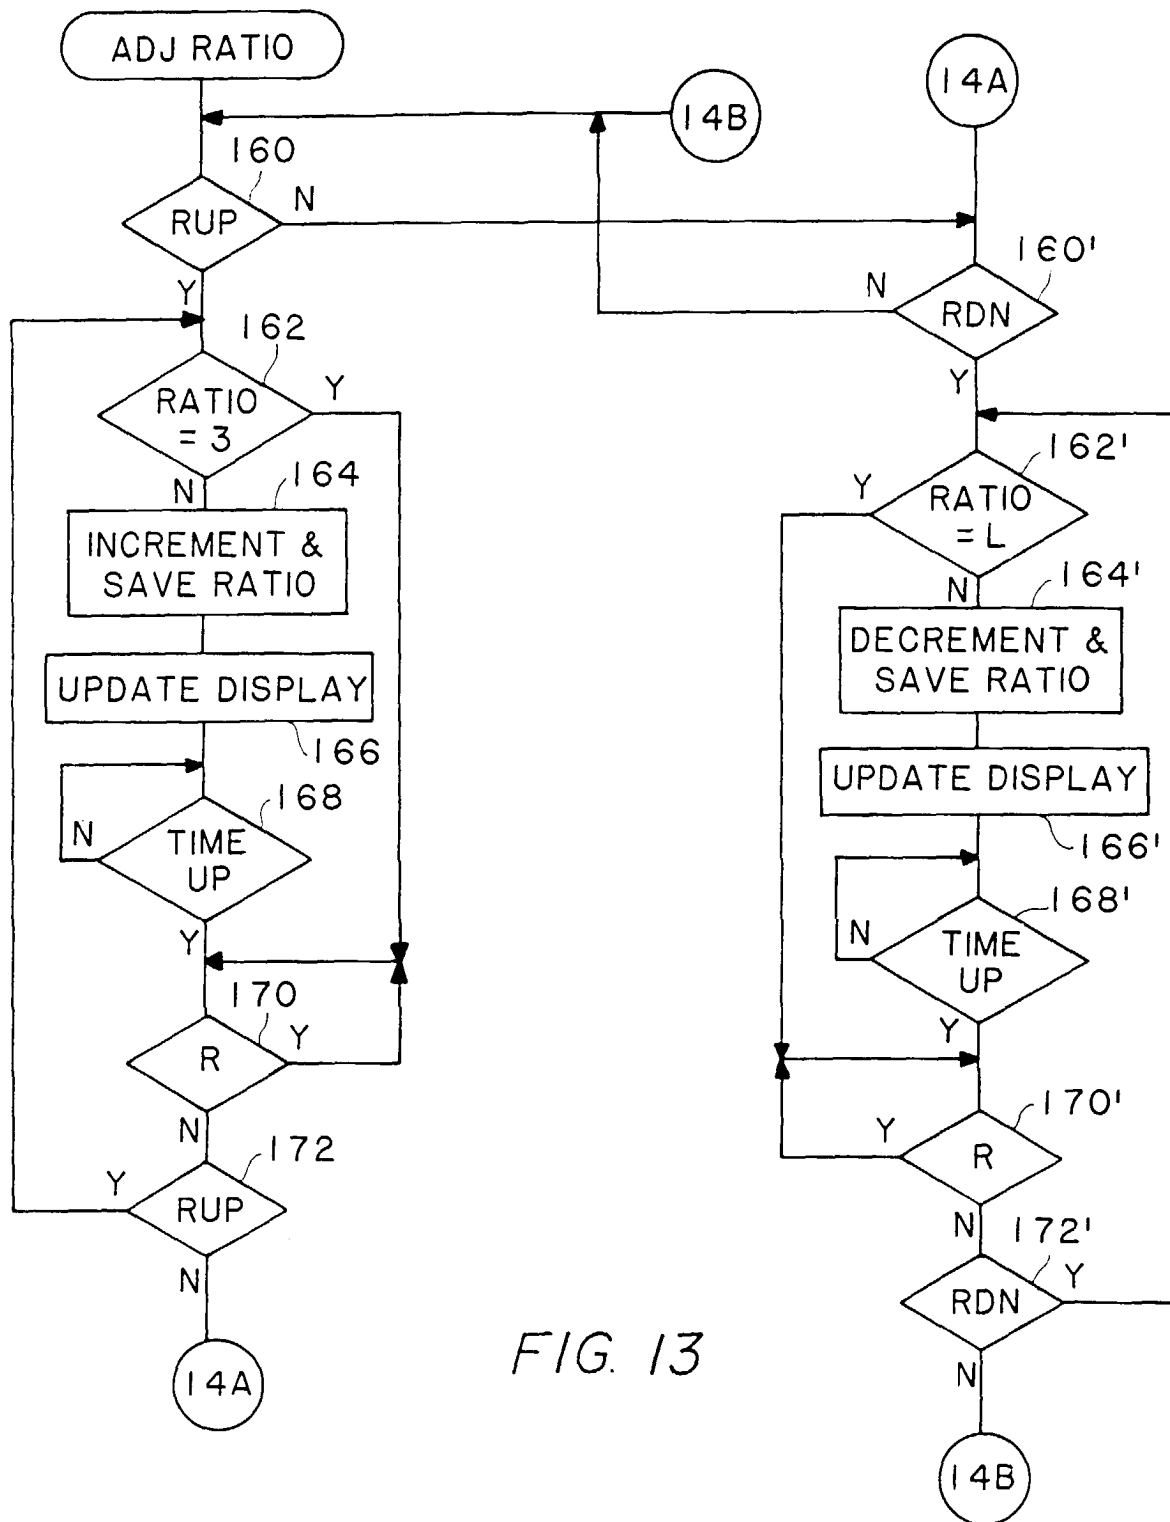 ADJ RATIO
160
RUP
N
Y
162
RATIO
= 3
Y
N
164
INCREMENT &
SAVE RATIO
UPDATE DISPLAY
166
168
TIME
UP
N
Y
170
R
Y
N
172
RUP
Y
N
14A
14B
14A
160'
RDN
N
Y
162'
RATIO
= L
Y
N
164'
DECREMENT &
SAVE RATIO
UPDATE DISPLAY
166'
168'
TIME
UP
N
Y
170'
R
Y
N
172'
RDN
Y
N
14B
FIG. 13